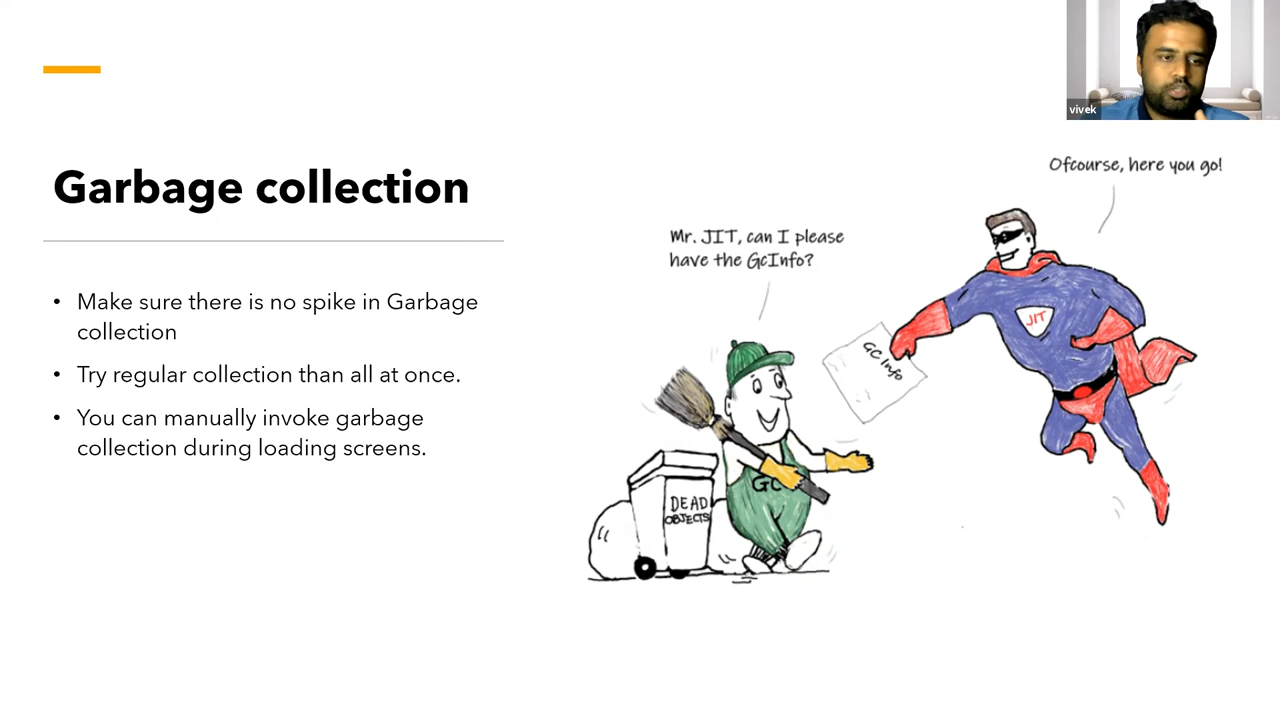 vivek
Garbage collection
• Make sure there is no spike in Garbage
collection
• Try regular collection than all at once.
• You can manually invoke garbage
collection during loading screens.
Ofcourse, here you go!
Mr. JIT, can I please
have the GcInfo?
JIT
GC Info
GC
DEAD
OBJECTS